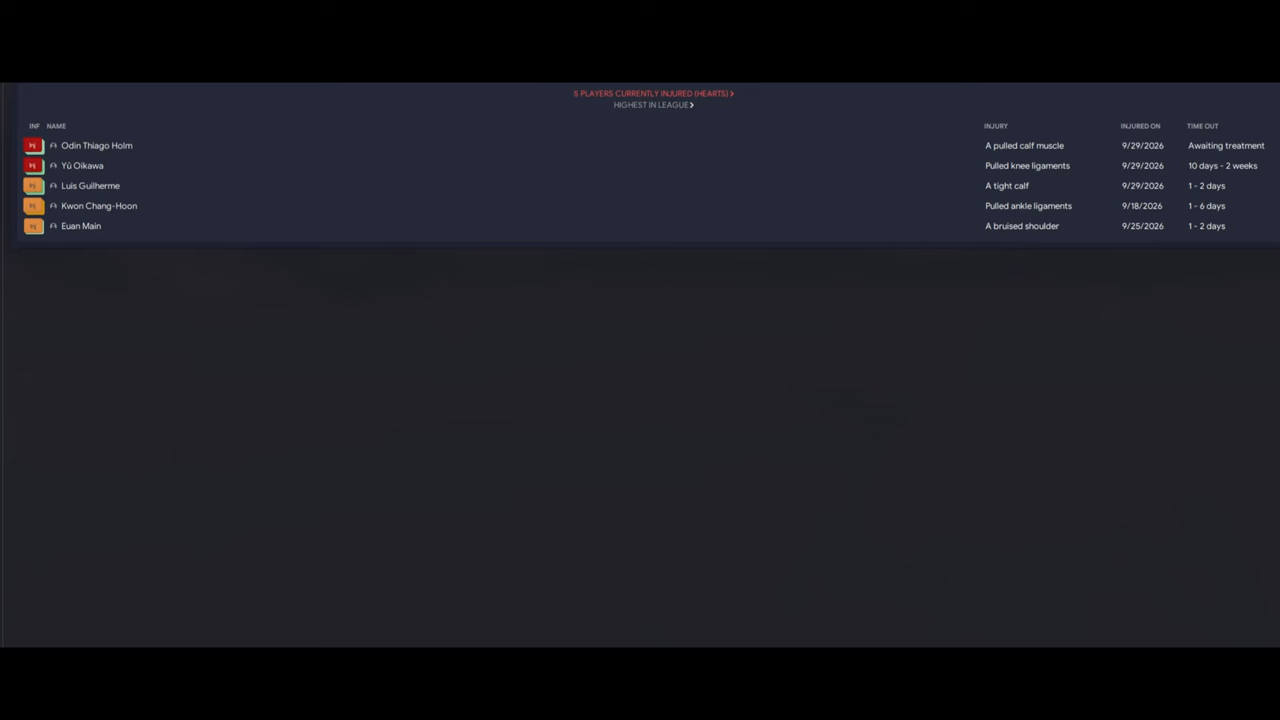 5 PLAYERS CURRENTLY INJURED (HEARTS)
HIGHEST IN LEAGUE
INF NAME INJURY INJURED ON TIME OUT
Inj Odin Thiago Holm A pulled calf muscle 9/29/2026 Awaiting treatment
Inj Yū Oikawa Pulled knee ligaments 9/29/2026 10 days - 2 weeks
Inj Luis Guilherme A tight calf 9/29/2026 1 - 2 days
Inj Kwon Chang-Hoon Pulled ankle ligaments 9/18/2026 1 - 6 days
Inj Euan Main A bruised shoulder 9/25/2026 1 - 2 days